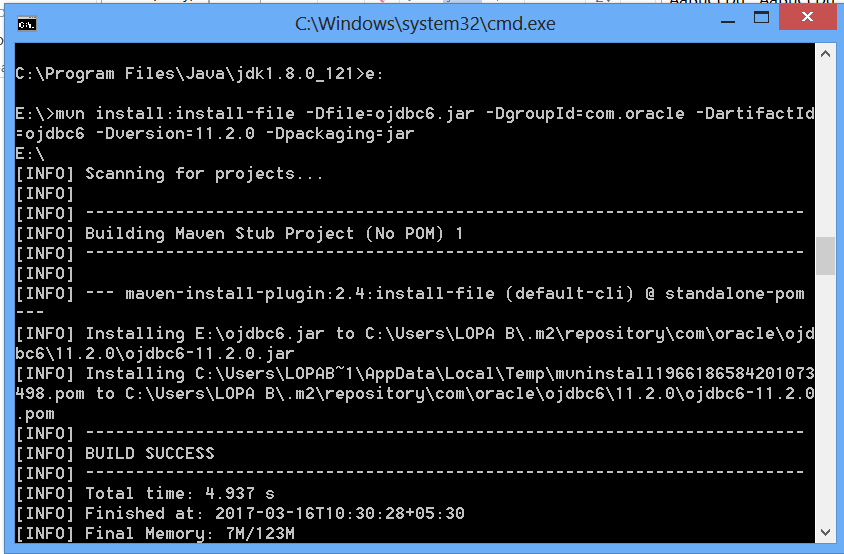 C:\Windows\system32\cmd.exe
C:\Program Files\Java\jdk1.8.0_121>e:
E:\>mvn install:install-file -Dfile=ojdbc6.jar -DgroupId=com.oracle -DartifactId
=ojdbc6 -Dversion=11.2.0 -Dpackaging=jar
E:\
[INFO] Scanning for projects...
[INFO]
[INFO] ------------------------------------------------------------------------
[INFO] Building Maven Stub Project (No POM) 1
[INFO] ------------------------------------------------------------------------
[INFO]
[INFO] --- maven-install-plugin:2.4:install-file (default-cli) @ standalone-pom
---
[INFO] Installing E:\ojdbc6.jar to C:\Users\LOPA B\.m2\repository\com\oracle\ojd
bc6\11.2.0\ojdbc6-11.2.0.jar
[INFO] Installing C:\Users\LOPAB~1\AppData\Local\Temp\mvninstall1966186584201073
498.pom to C:\Users\LOPA B\.m2\repository\com\oracle\ojdbc6\11.2.0\ojdbc6-11.2.0
.pom
[INFO] ------------------------------------------------------------------------
[INFO] BUILD SUCCESS
[INFO] ------------------------------------------------------------------------
[INFO] Total time: 4.937 s
[INFO] Finished at: 2017-03-16T10:30:28+05:30
[INFO] Final Memory: 7M/123M